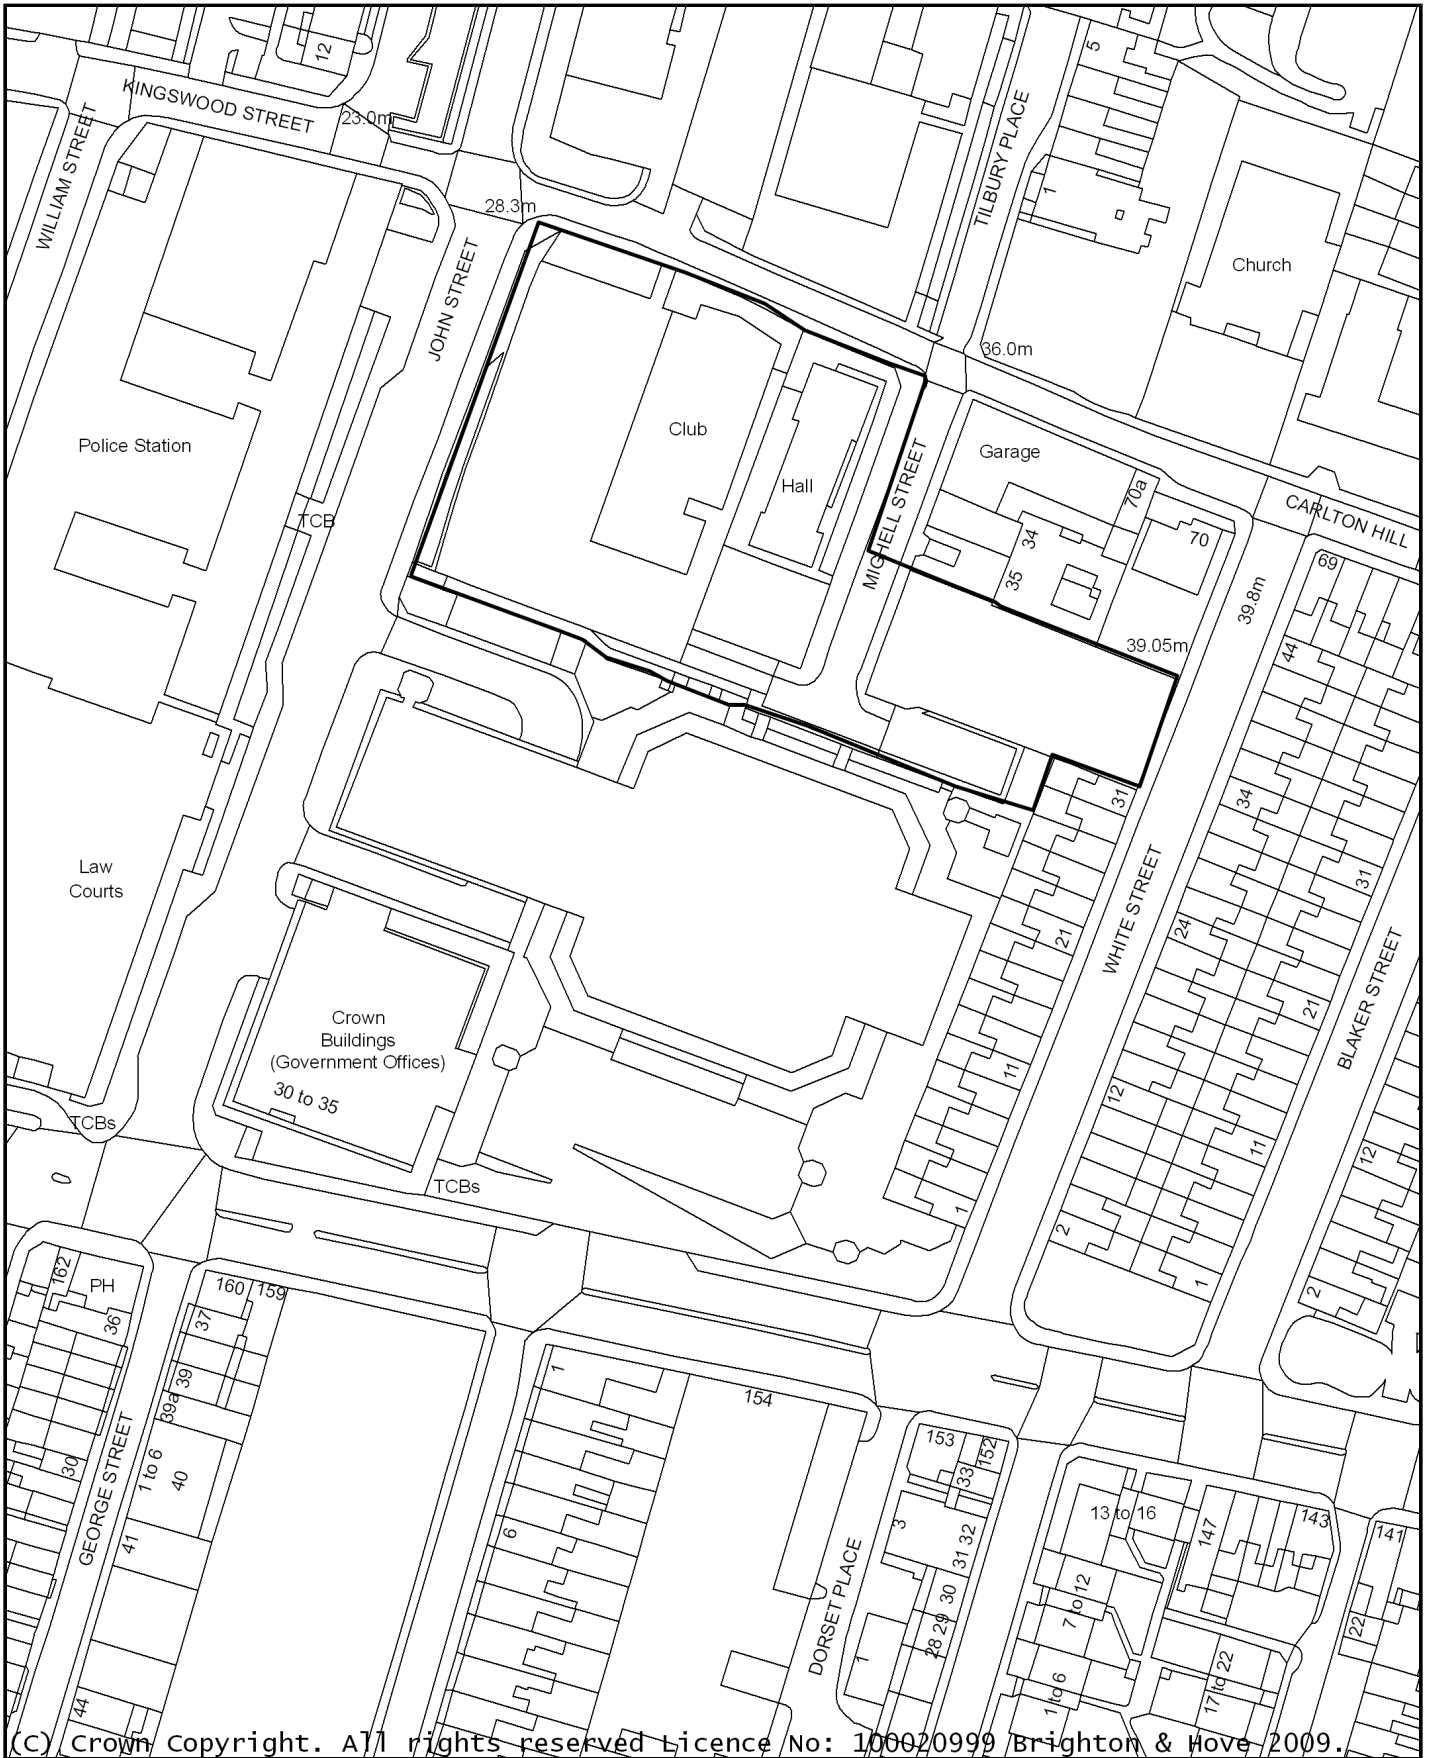 12
5
KINGSWOOD STREET
23.0m
WILLIAM STREET
TILBURY PLACE
1
28.3m
JOHN STREET
Church
36.0m
Police Station
Club
Hall
Garage
MIGHELL STREET
70a
CARLTON HILL
TCB
34
70
69
35
39.8m
39.05m
44
31
34
Law
Courts
31
21
24
WHITE STREET
BLAKER STREET
21
Crown
Buildings
(Government Offices)
30 to 35
11
12
TCBs
11
12
TCBs
1
2
1
2
162
PH
160
159
36
37
39
39a
1
154
153
152
33
30
1 to 6
40
GEORGE STREET
41
6
3
31 32
13 to 16
147
143
141
DORSET PLACE
30
28 29
7 to 12
22
1
1 to 6
17 to 22
44
(c) Crown Copyright. All rights reserved Licence No: 100020999 Brighton & Hove 2009.